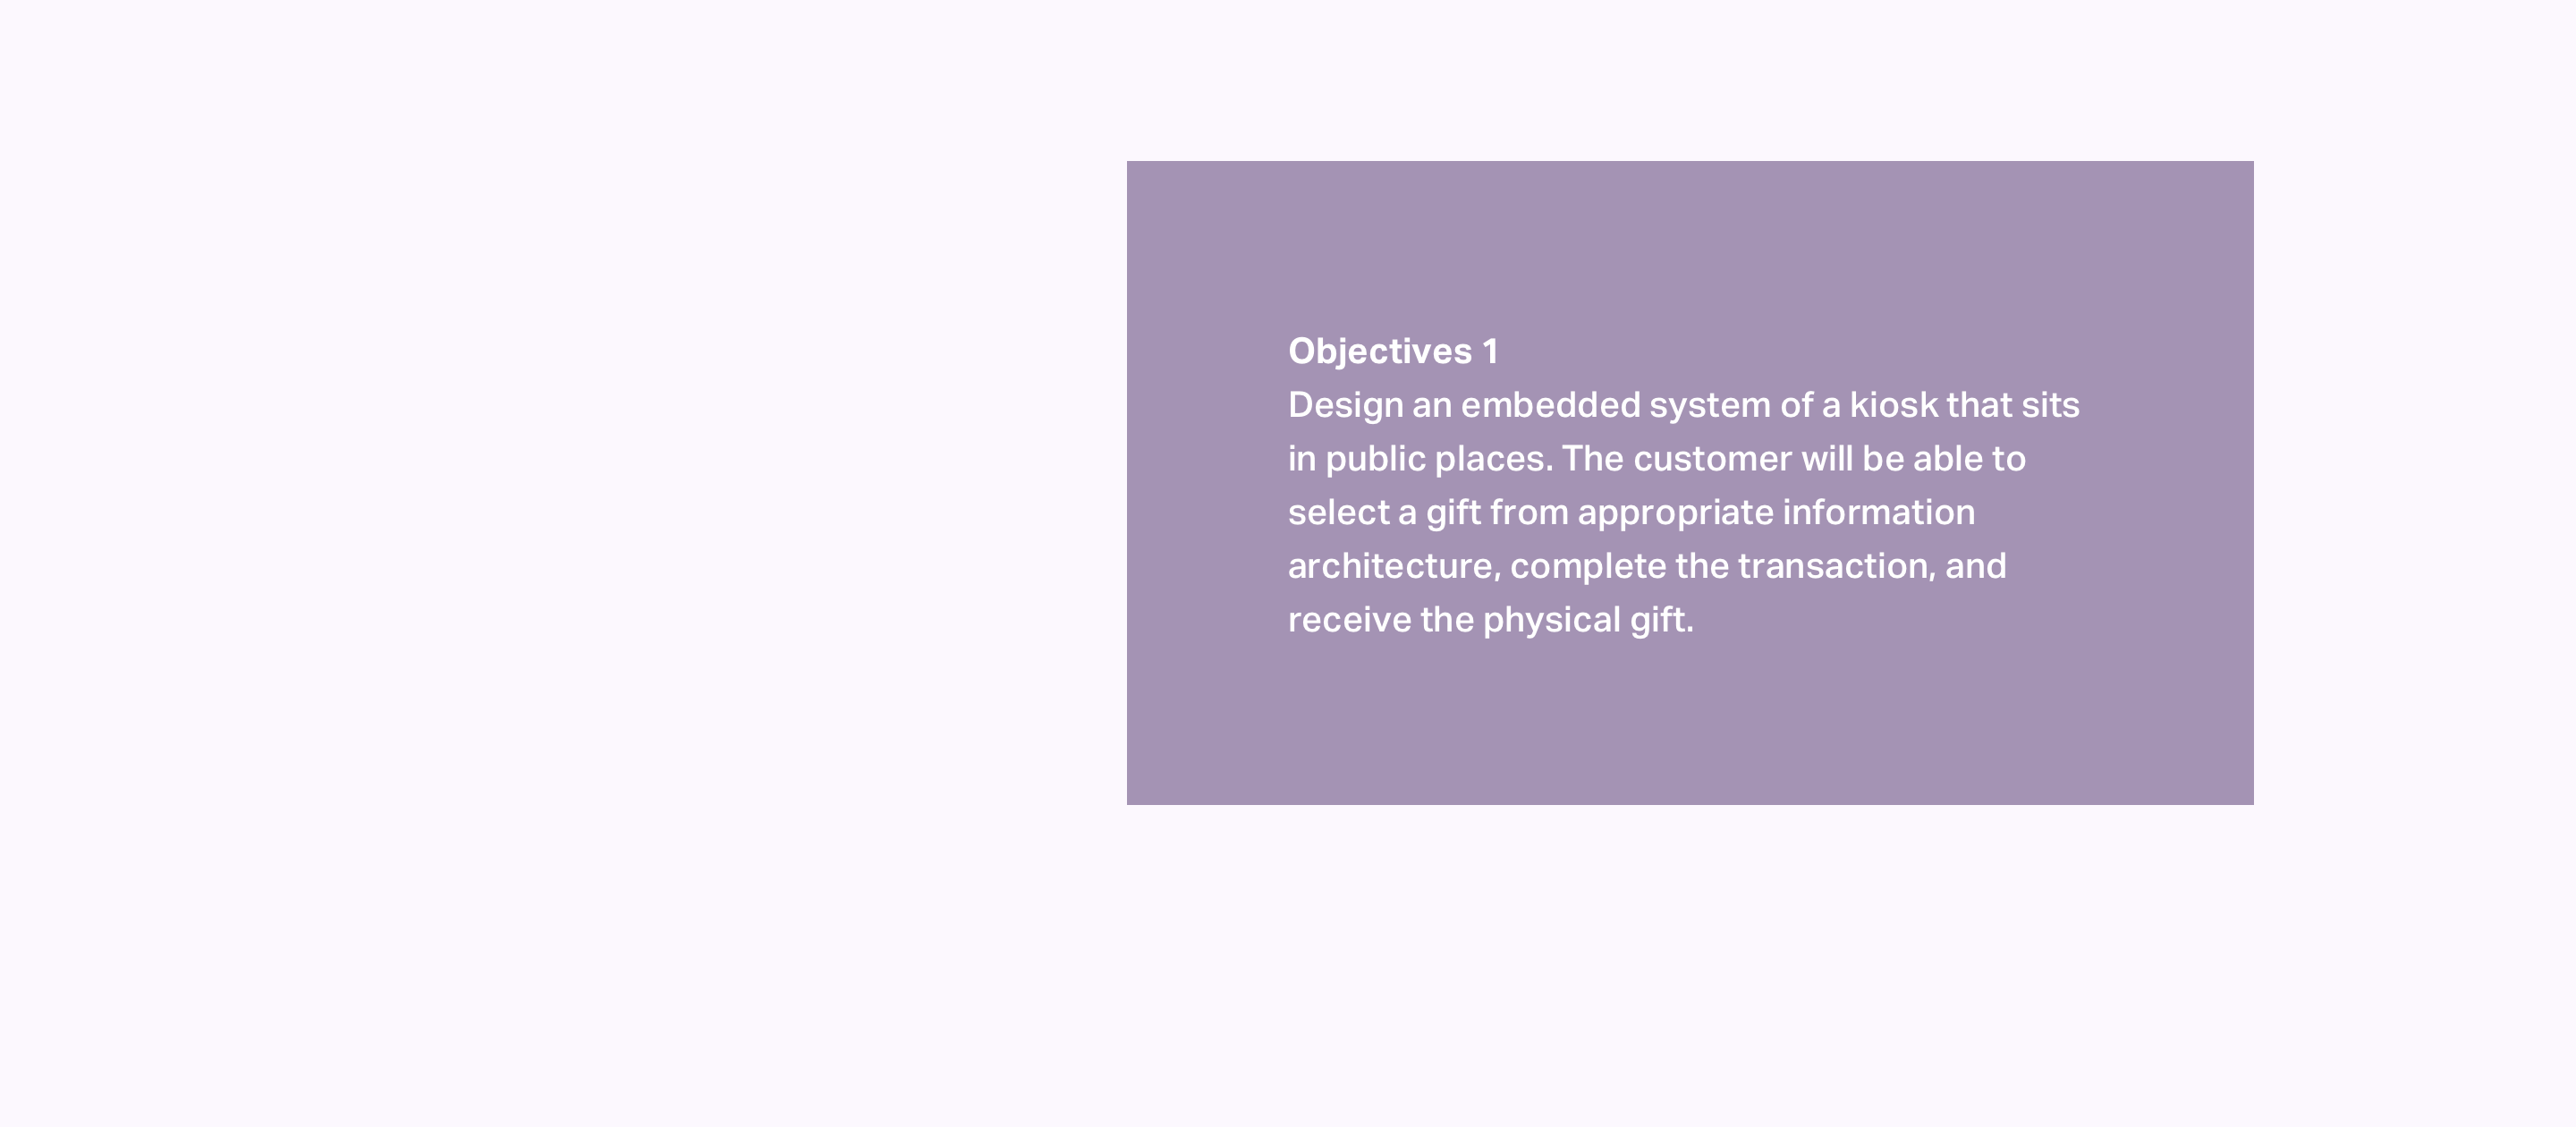 Objectives 1
Design an embedded system of a kiosk that sits
in public places. The customer will be able to
select a gift from appropriate information
architecture, complete the transaction, and
receive the physical gift.